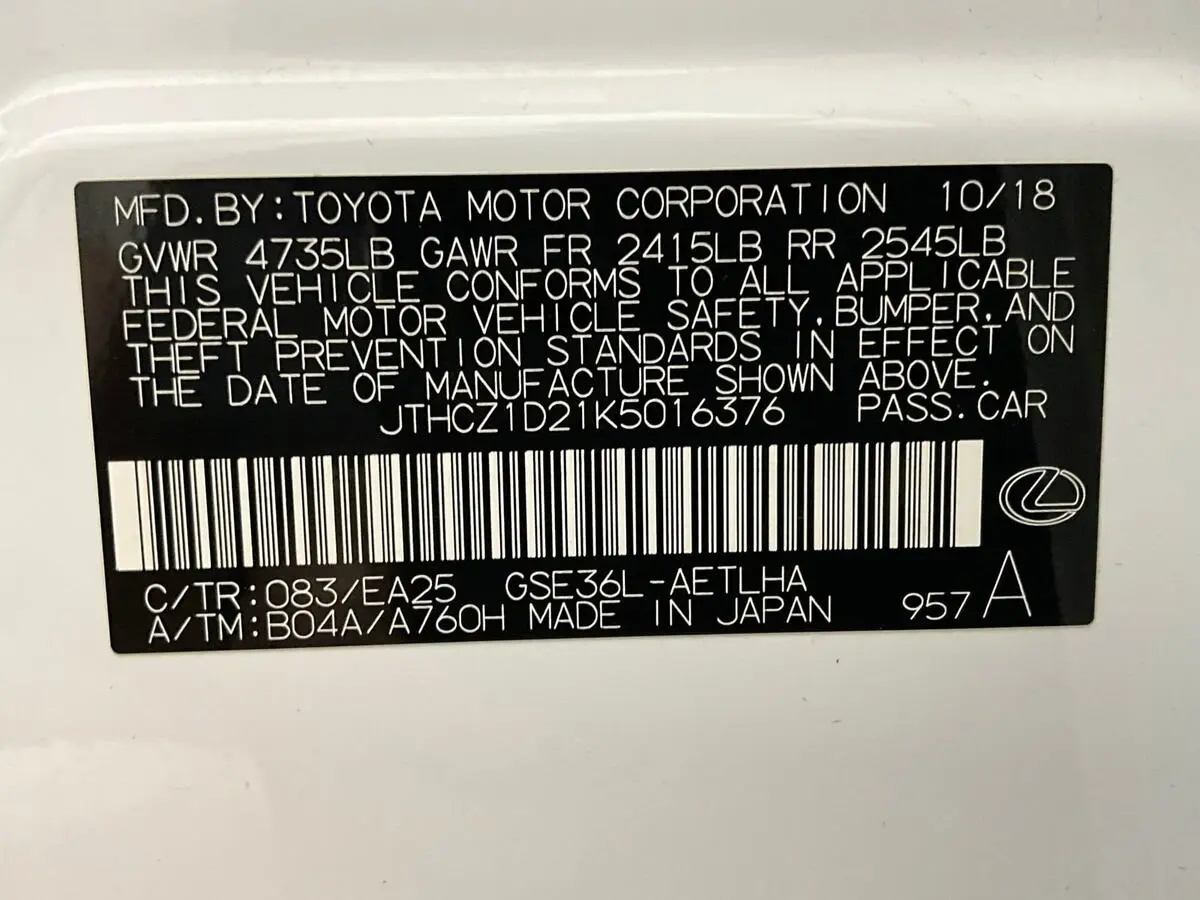 MFD.BY:TOYOTA MOTOR CORPORATION 10/18
GVWR 4735LB GAWR FR 2415LB RR 2545LB
THIS VEHICLE CONFORMS TO ALL APPLICABLE
FEDERAL MOTOR VEHICLE SAFETY,BUMPER,AND
THEFT PREVENTION STANDARDS IN EFFECT ON
THE DATE OF MANUFACTURE SHOWN ABOVE.
JTHCZ1D21K5016376 PASS.CAR
C/TR:083/EA25 GSE36L-AETLHA
A/TM:B04A/A760H MADE IN JAPAN 957 A